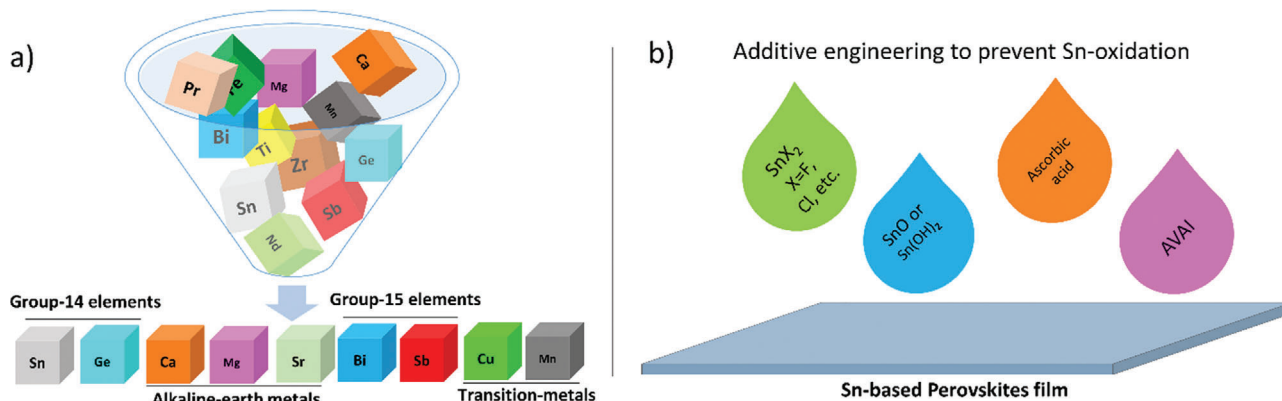 a)
Pr
Fe
Mg
Ca
Mn
Bi
Ti
Zr
Ge
Sn
Sb
Nd
Group-14 elements
Group-15 elements
Sn
Ge
Ca
Mg
Sr
Bi
Sb
Cu
Mn
Alkaline-earth metals
Transition-metals
b)
Additive engineering to prevent Sn-oxidation
SnX₂
X=F,
Cl, etc.
SnO or
Sn(OH)₂
Ascorbic
acid
AVAI
Sn-based Perovskites film